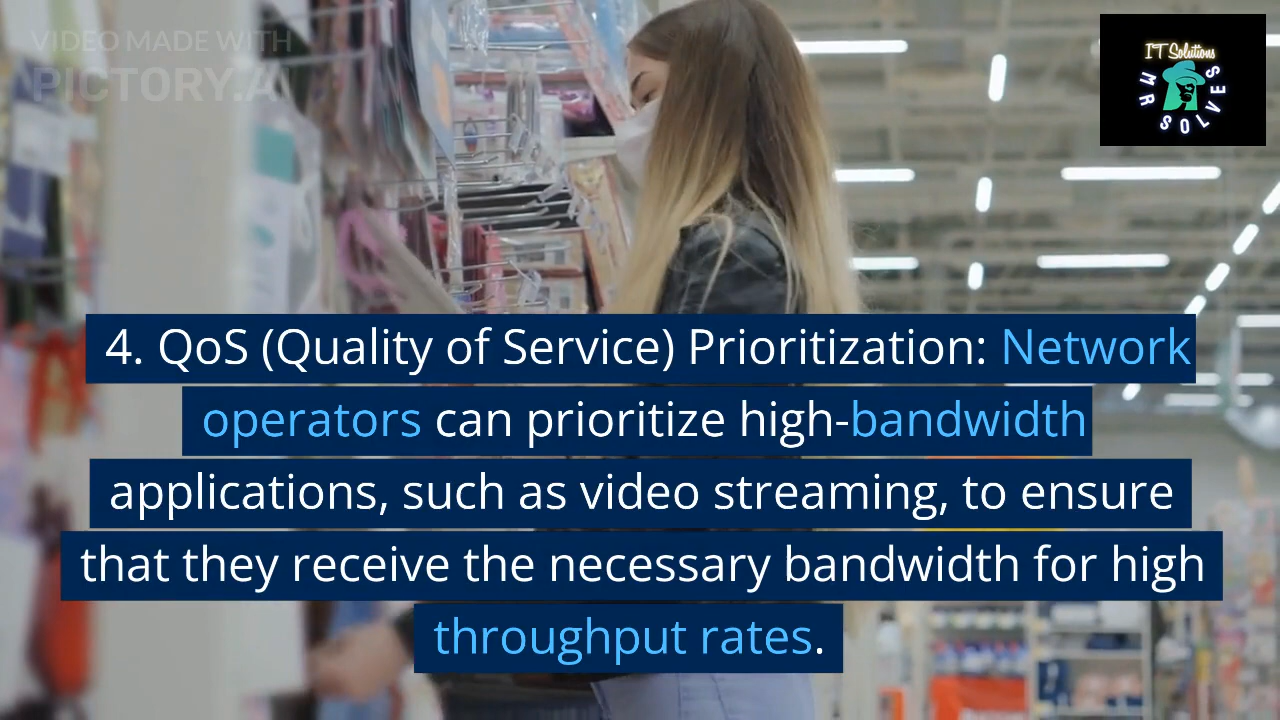 VIDEO MADE WITH
PICTORY.AI
IT Solutions
MR SOLVES
4. QoS (Quality of Service) Prioritization: Network
operators can prioritize high-bandwidth
applications, such as video streaming, to ensure
that they receive the necessary bandwidth for high
throughput rates.